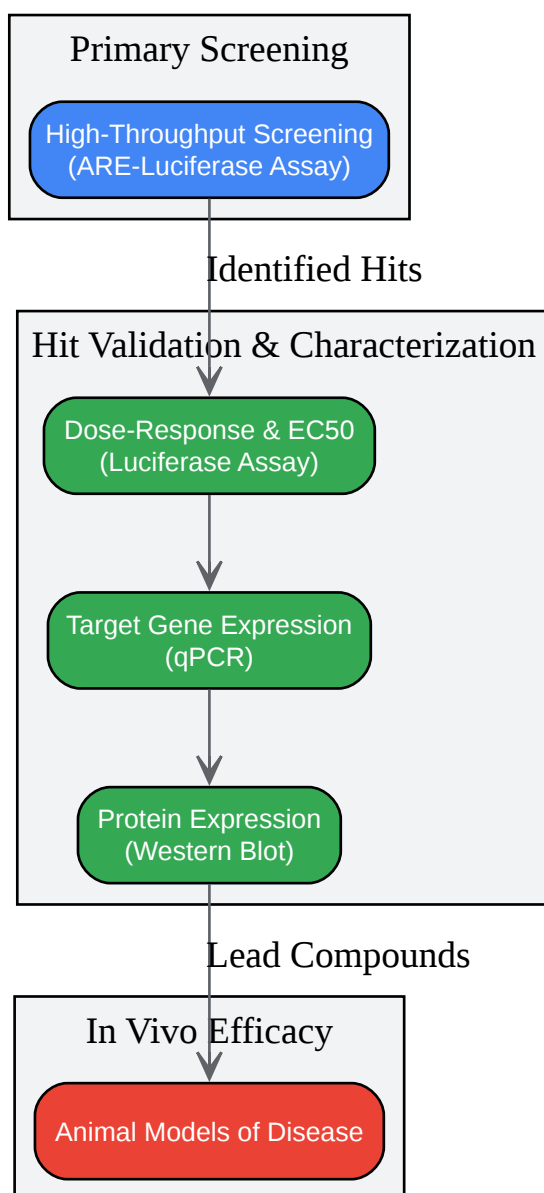 Primary Screening
High-Throughput Screening
(ARE-Luciferase Assay)
Identified Hits
Hit Validation & Characterization
Dose-Response & EC50
(Luciferase Assay)
Target Gene Expression
(qPCR)
Protein Expression
(Western Blot)
Lead Compounds
In Vivo Efficacy
Animal Models of Disease